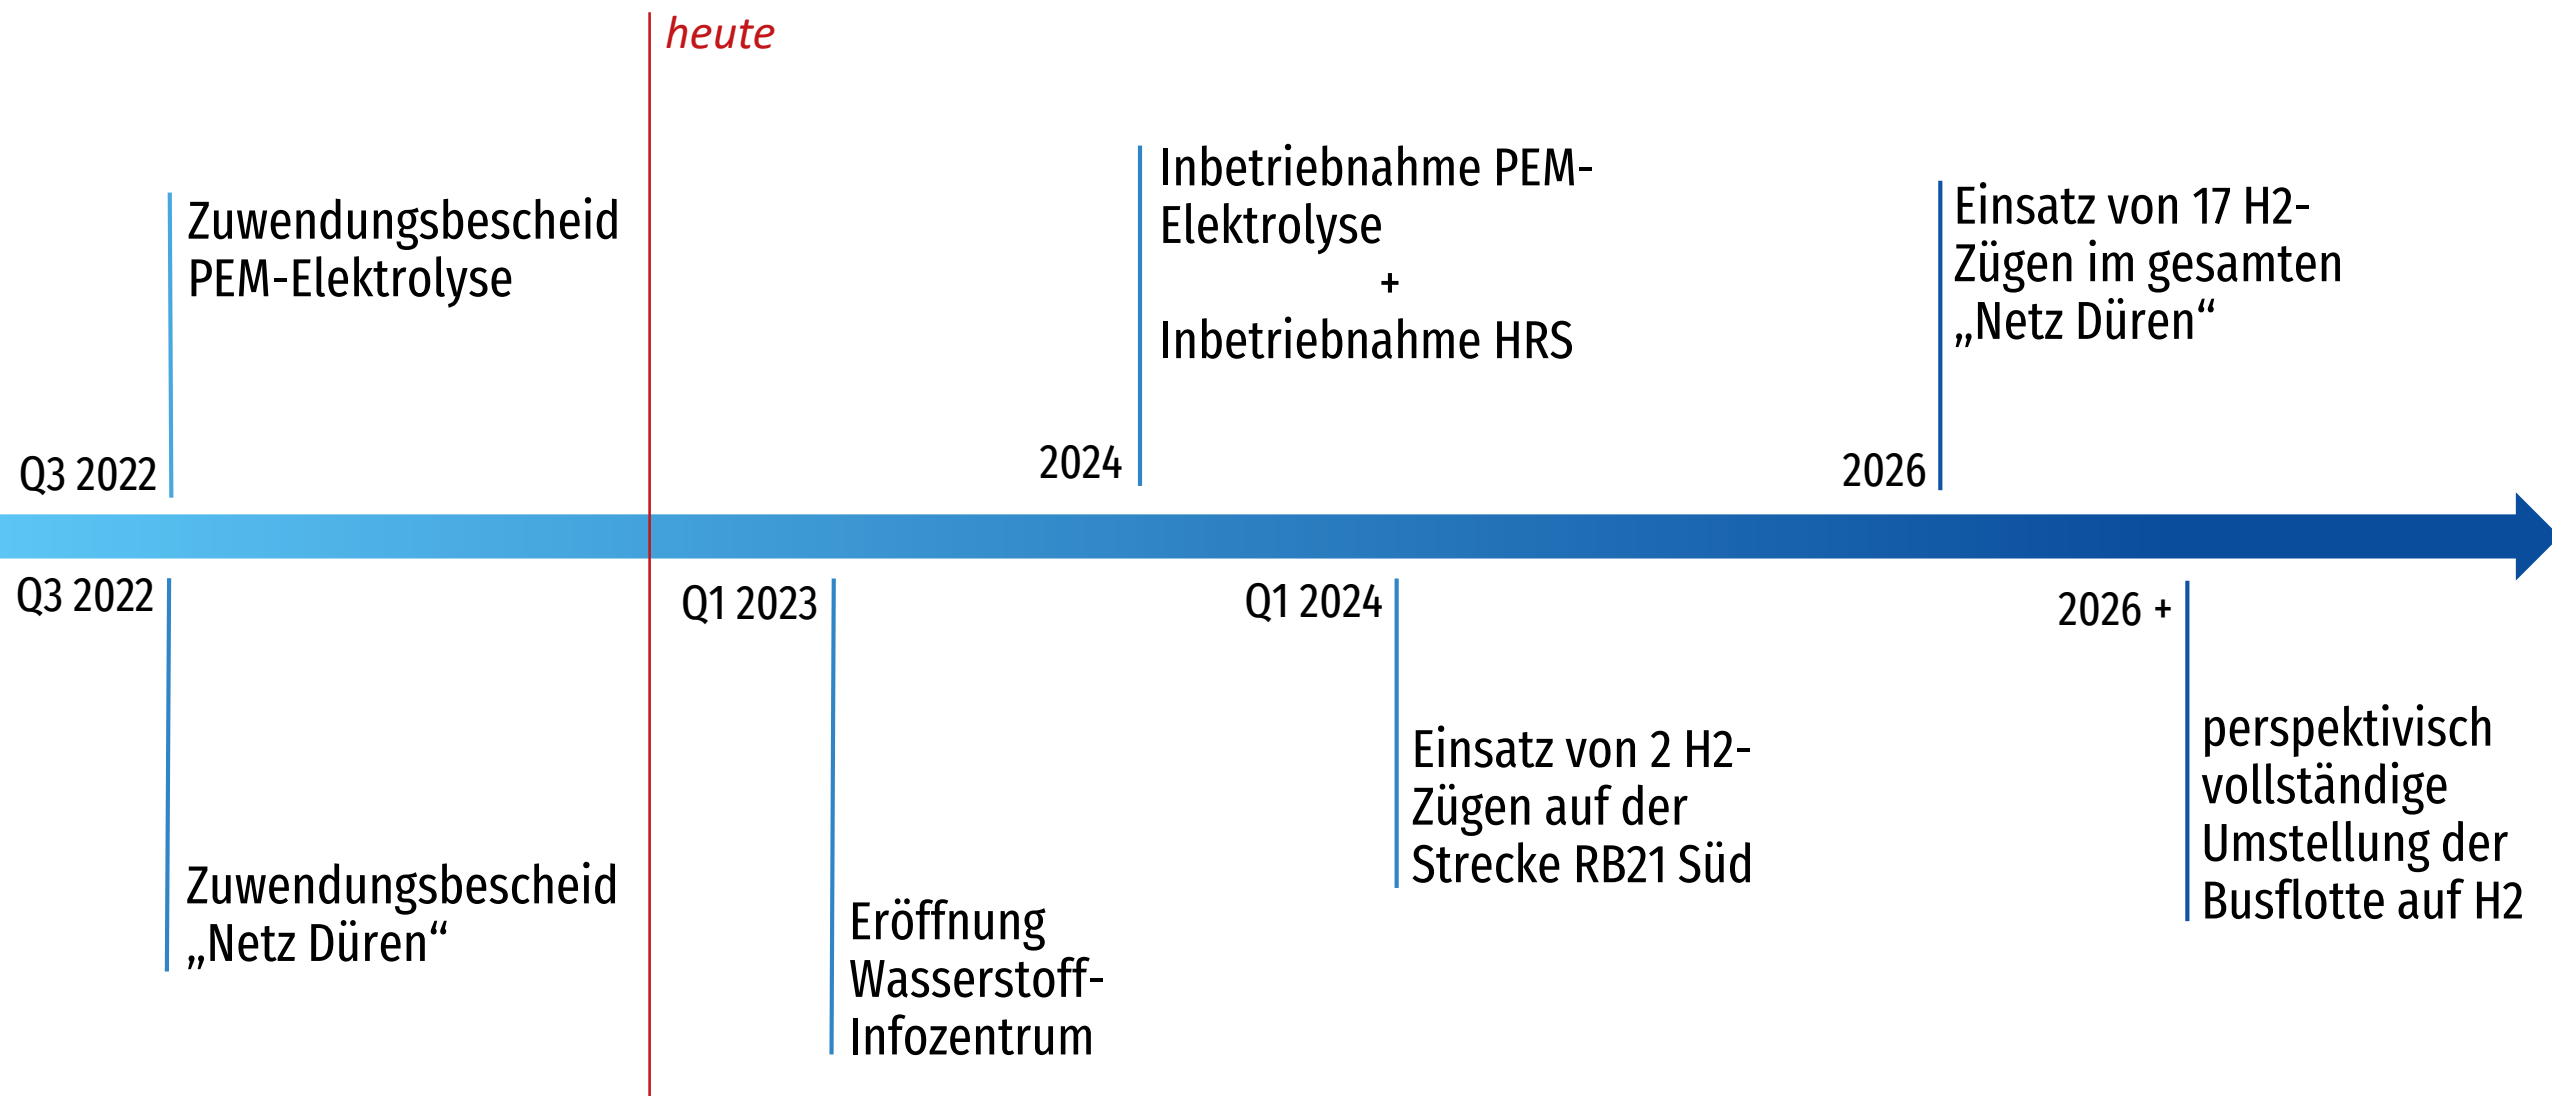 heute
Q3 2022
Zuwendungsbescheid
PEM-Elektrolyse
2024
Inbetriebnahme PEM-
Elektrolyse
+
Inbetriebnahme HRS
2026
Einsatz von 17 H2-
Zügen im gesamten
„Netz Düren“
Q3 2022
Zuwendungsbescheid
„Netz Düren“
Q1 2023
Eröffnung
Wasserstoff-
Infozentrum
Q1 2024
Einsatz von 2 H2-
Zügen auf der
Strecke RB21 Süd
2026 +
perspektivisch
vollständige
Umstellung der
Busflotte auf H2